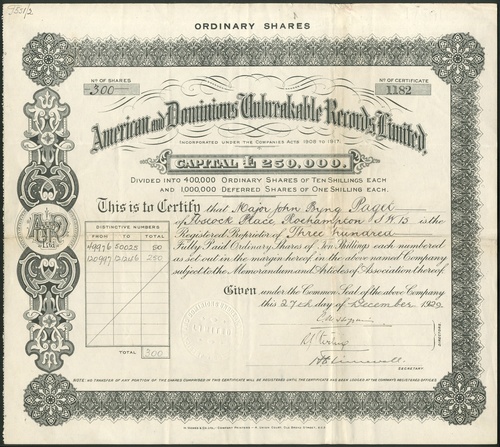 5551/2
ORDINARY SHARES
No OF SHARES
300
No OF CERTIFICATE
1182
American and Dominions Unbreakable Records Limited.
INCORPORATED UNDER THE COMPANIES ACTS 1908 TO 1917.
CAPITAL £250,000.
DIVIDED INTO 400,000 ORDINARY SHARES OF TEN SHILLINGS EACH
AND 1,000,000 DEFERRED SHARES OF ONE SHILLING EACH.
This is to Certify that Major John Byng Paget
of Place, Roehampton, S.W.15 is the
Registered Proprietor of Three hundred
Fully Paid Ordinary Shares of Ten Shillings each numbered
as set out in the margin hereof in the above named Company
subject to the Memorandum and Articles of Association thereof.
DISTINCTIVE NUMBERS
FROM TO TOTAL
49976 50025 50
250
TOTAL 300
Given under the Common Seal of the above Company
this 27th day of December 1929
DIRECTORS
SECRETARY
NOTE: NO TRANSFER OF ANY PORTION OF THE SHARES COMPRISED IN THIS CERTIFICATE WILL BE REGISTERED UNTIL THE CERTIFICATE HAS BEEN LODGED AT THE COMPANY'S REGISTERED OFFICES.